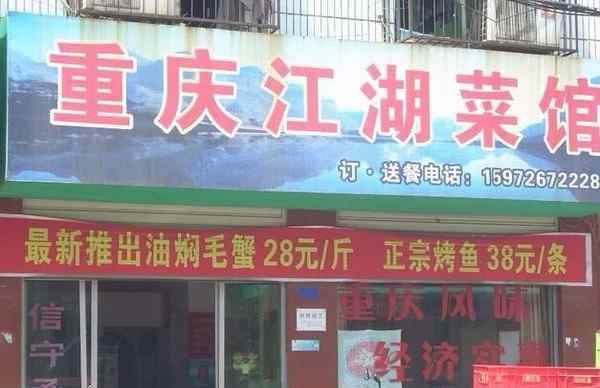 重庆江湖菜馆
订·送餐电话：15972672228
最新推出油焖毛蟹28元/斤 正宗烤鱼38元/条
信宇
重庆风味
经济实